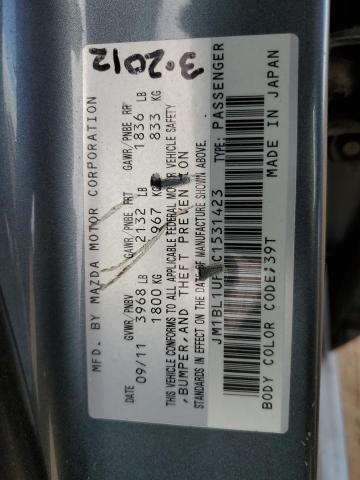 3·2012
MFD. BY MAZDA MOTOR CORPORATION
DATE GVWR/PNBV GAWR/PNBE FRT GAWR/PNBE RR
09/11 3968 LB 2132 LB 1836 LB
1800 KG 967 KG 833 KG
THIS VEHICLE CONFORMS TO ALL APPLICABLE FEDERAL MOTOR VEHICLE SAFETY
,BUMPER,AND THEFT PREVENTION
STANDARDS IN EFFECT ON THE DATE OF MANUFACTURE SHOWN ABOVE.
TYPE: PASSENGER
BODY COLOR CODE:39T MADE IN JAPAN